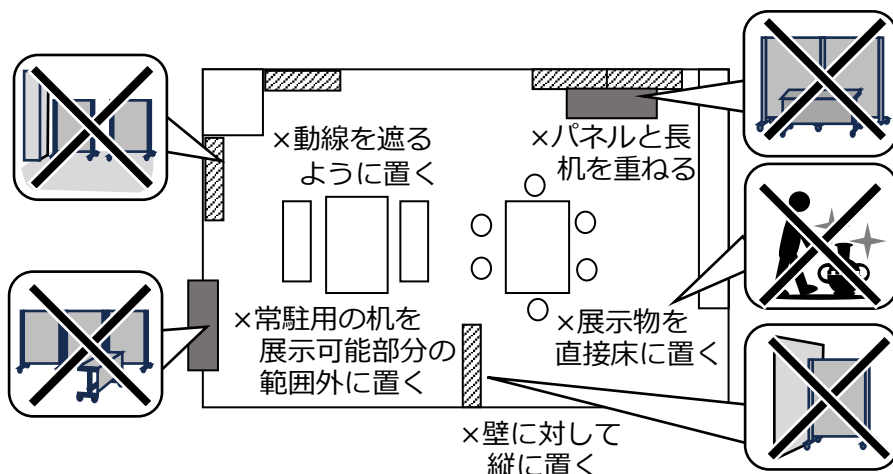 ×動線を遮る
ように置く
×パネルと長
机を重ねる
×常駐用の机を
展示可能部分の
範囲外に置く
×展示物を
直接床に置く
×壁に対して
縦に置く